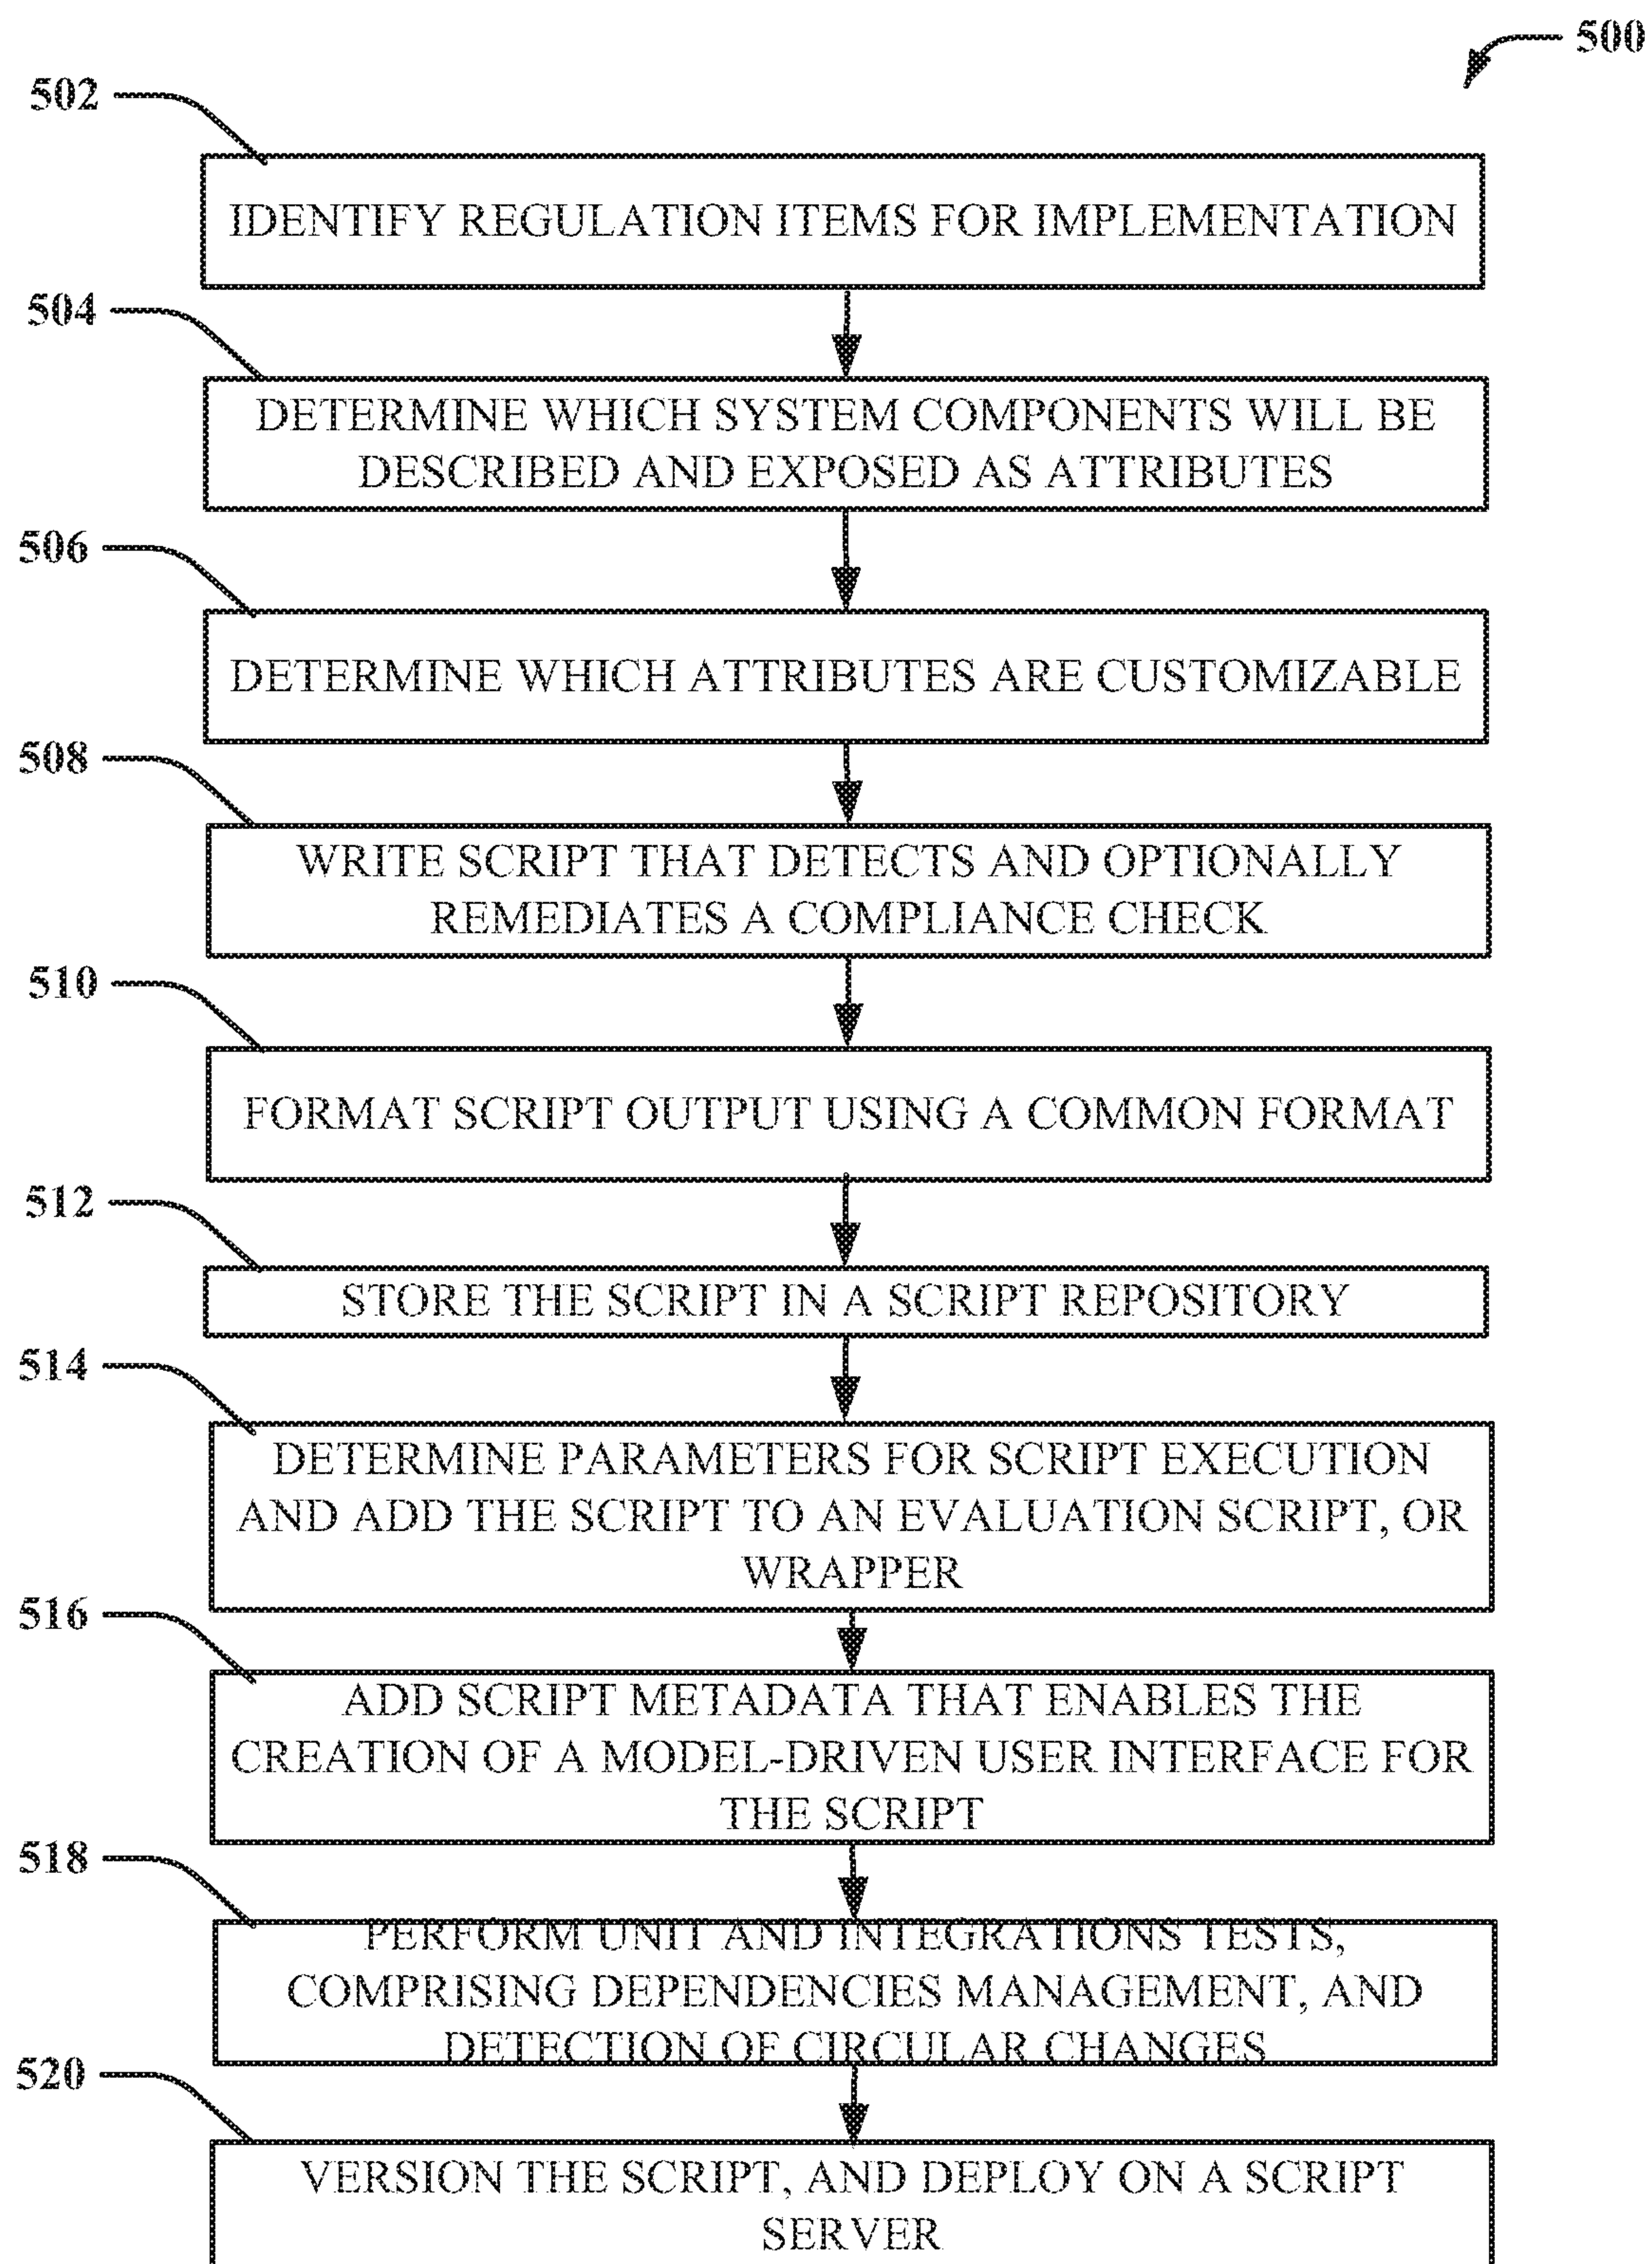 500
502
IDENTIFY REGULATION ITEMS FOR IMPLEMENTATION
504
DETERMINE WHICH SYSTEM COMPONENTS WILL BE
DESCRIBED AND EXPOSED AS ATTRIBUTES
506
DETERMINE WHICH ATTRIBUTES ARE CUSTOMIZABLE
508
WRITE SCRIPT THAT DETECTS AND OPTIONALLY
REMEDIATES A COMPLIANCE CHECK
510
FORMAT SCRIPT OUTPUT USING A COMMON FORMAT
512
STORE THE SCRIPT IN A SCRIPT REPOSITORY
514
DETERMINE PARAMETERS FOR SCRIPT EXECUTION
AND ADD THE SCRIPT TO AN EVALUATION SCRIPT, OR
WRAPPER
516
ADD SCRIPT METADATA THAT ENABLES THE
CREATION OF A MODEL-DRIVEN USER INTERFACE FOR
THE SCRIPT
518
PERFORM UNIT AND INTEGRATIONS TESTS,
COMPRISING DEPENDENCIES MANAGEMENT, AND
DETECTION OF CIRCULAR CHANGES
520
VERSION THE SCRIPT, AND DEPLOY ON A SCRIPT
SERVER